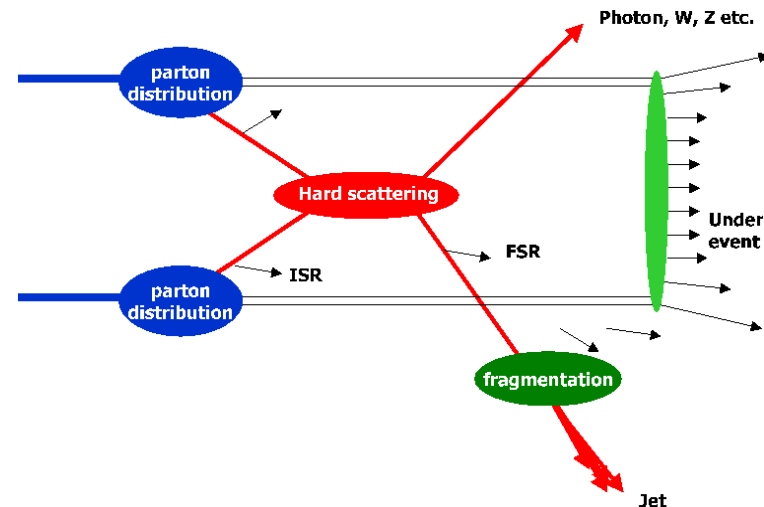 Photon, W, Z etc.
parton
distribution
Hard scattering
Under
event
ISR
FSR
parton
distribution
fragmentation
Jet